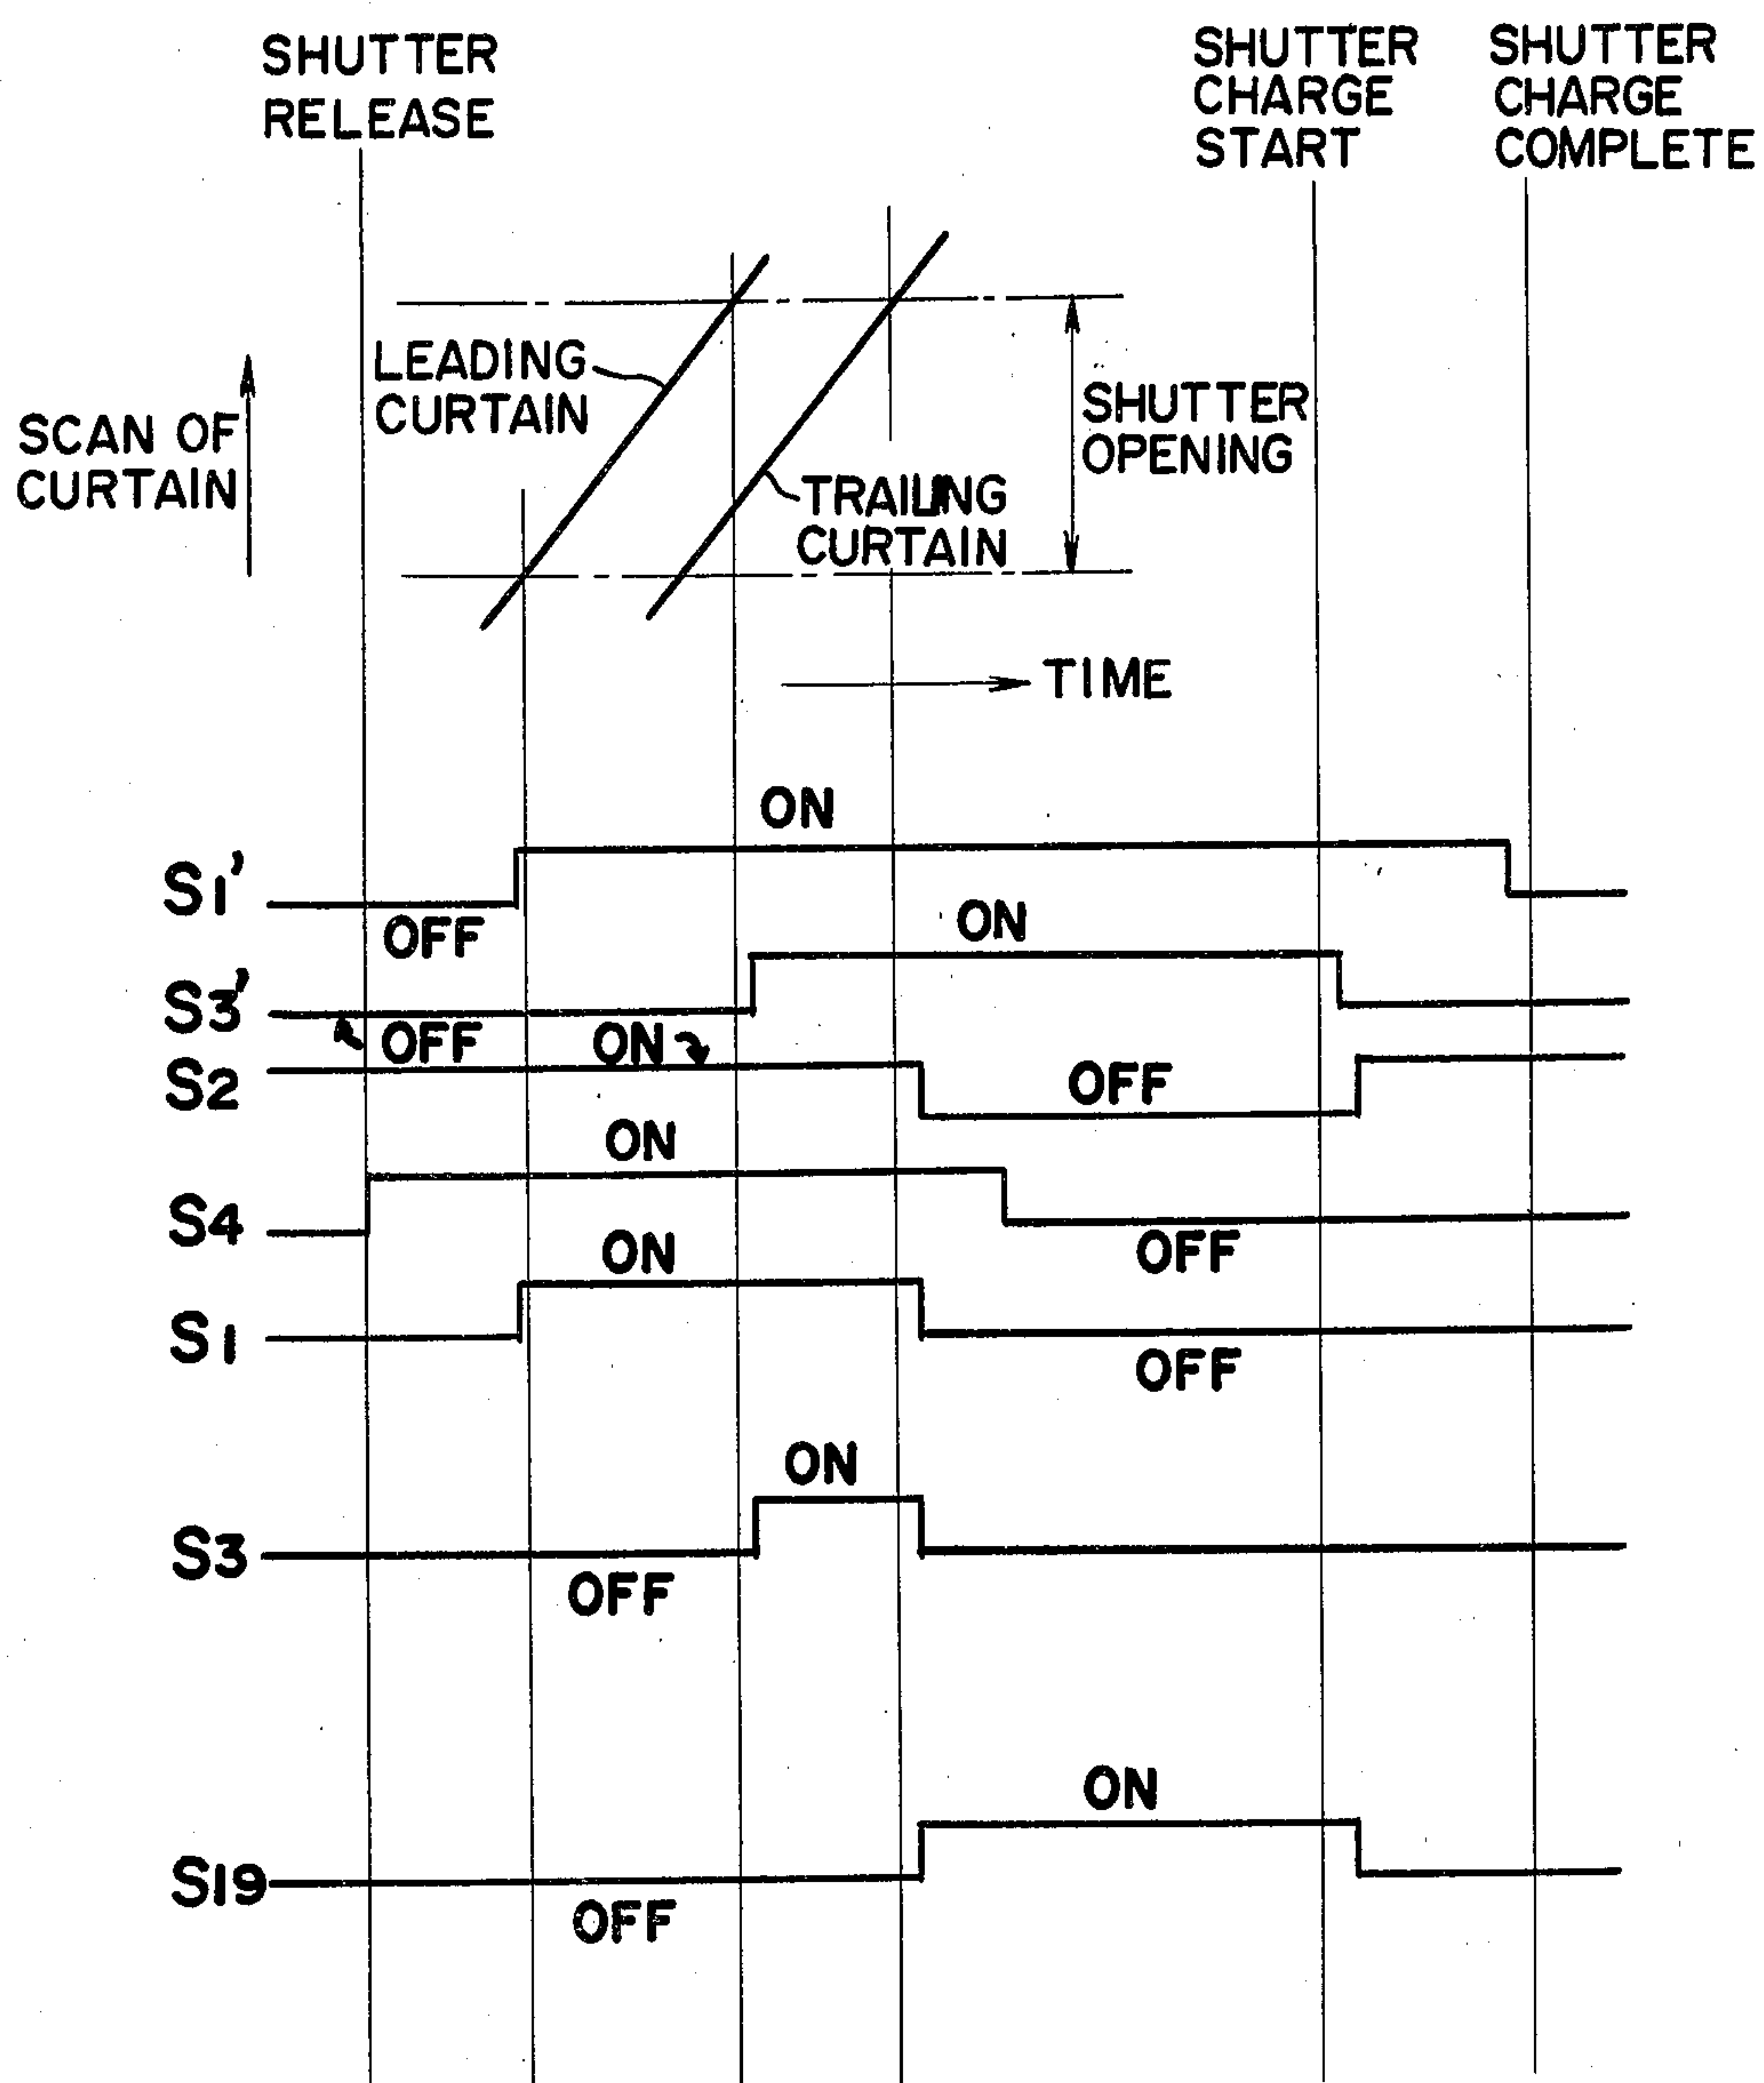 SHUTTER
RELEASE
SHUTTER
CHARGE
START
SHUTTER
CHARGE
COMPLETE
LEADING
CURTAIN
SCAN OF
CURTAIN
SHUTTER
OPENING
TRAILING
CURTAIN
TIME
ON
S1'
OFF
ON
S3'
OFF
ON
S2
OFF
ON
S4
OFF
ON
S1
OFF
ON
S3
OFF
ON
S19
OFF